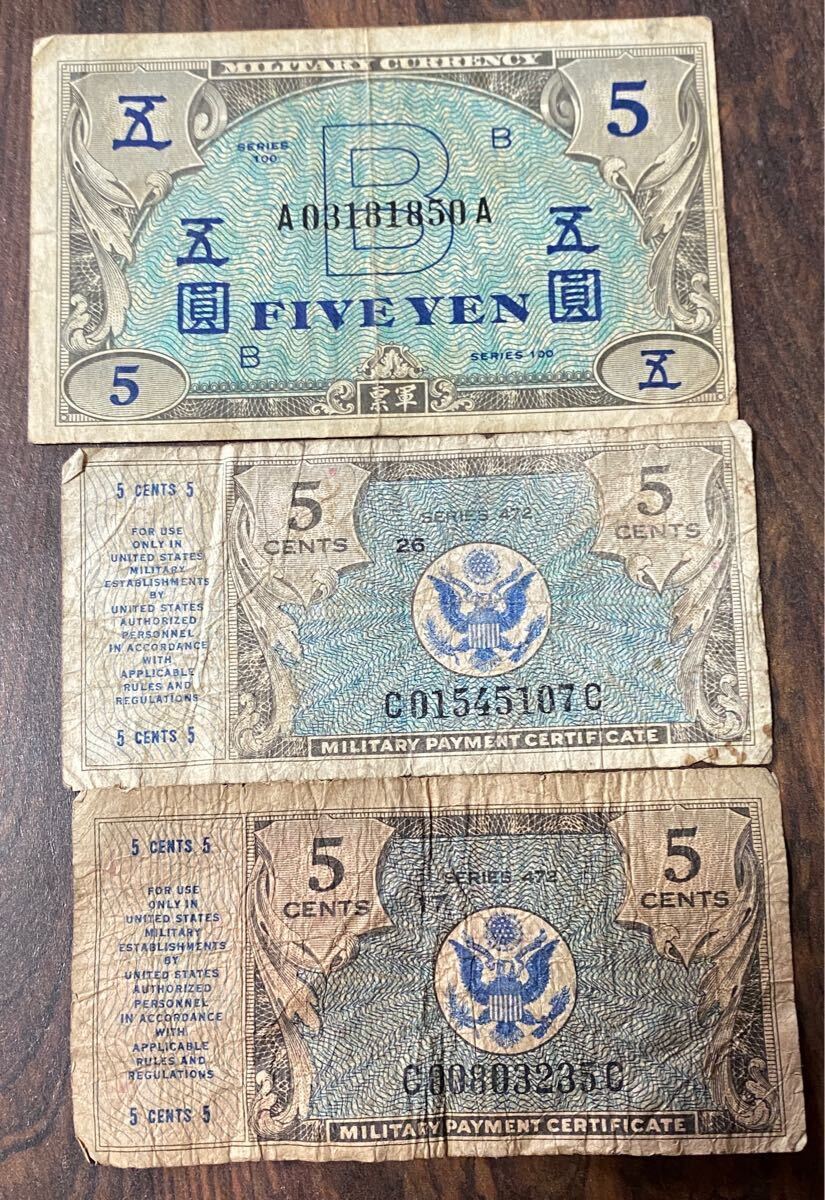 MILITARY CURRENCY
五
5
SERIES
100
B
B
A03181850A
五
圓
五
圓
FIVE YEN
B
SERIES 100
5
票軍
五
5 CENTS 5
FOR USE
ONLY IN
UNITED STATES
MILITARY
ESTABLISHMENTS
BY
UNITED STATES
AUTHORIZED
PERSONNEL
IN ACCORDANCE
WITH
APPLICABLE
RULES AND
REGULATIONS
5 CENTS 5
5
CENTS
SERIES 472
26
5
CENTS
C01545107C
MILITARY PAYMENT CERTIFICATE
5 CENTS 5
FOR USE
ONLY IN
UNITED STATES
MILITARY
ESTABLISHMENTS
BY
UNITED STATES
AUTHORIZED
PERSONNEL
IN ACCORDANCE
WITH
APPLICABLE
RULES AND
REGULATIONS
5 CENTS 5
5
CENTS
SERIES 472
17
5
CENTS
C00803235C
MILITARY PAYMENT CERTIFICATE